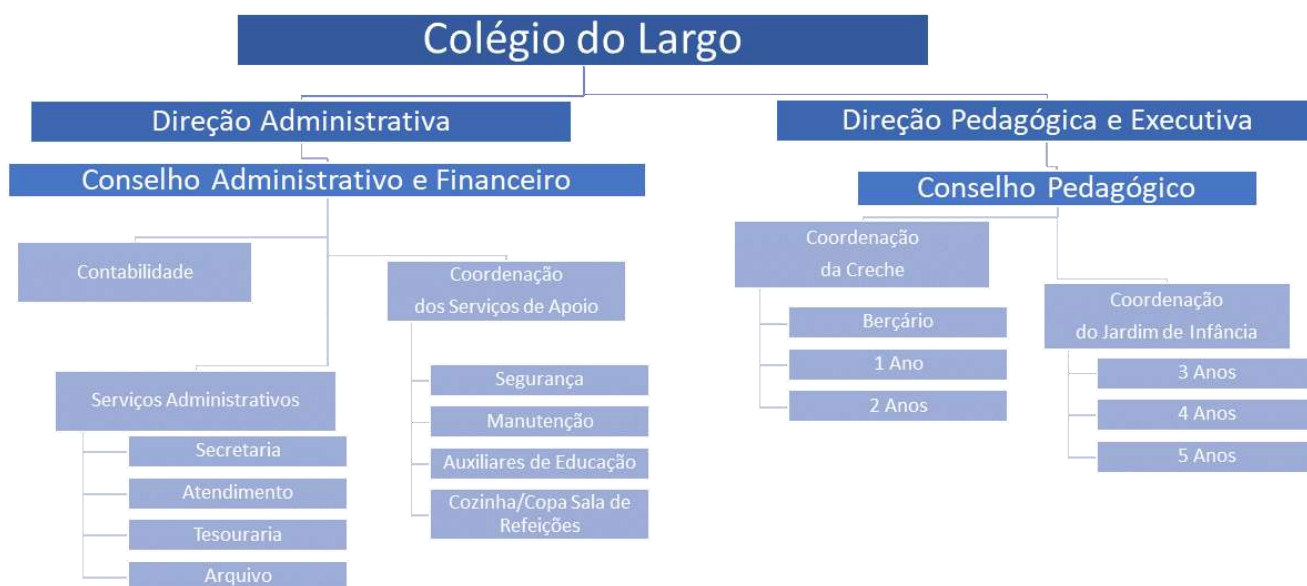 Colégio do Largo
Direção Administrativa
Conselho Administrativo e Financeiro
Contabilidade
Coordenação
dos Serviços de Apoio
Segurança
Manutenção
Auxiliares de Educação
Cozinha/Copa Sala de
Refeições
Serviços Administrativos
Secretaria
Atendimento
Tesouraria
Arquivo
Direção Pedagógica e Executiva
Conselho Pedagógico
Coordenação
da Creche
Berçário
1 Ano
2 Anos
Coordenação
do Jardim de Infância
3 Anos
4 Anos
5 Anos